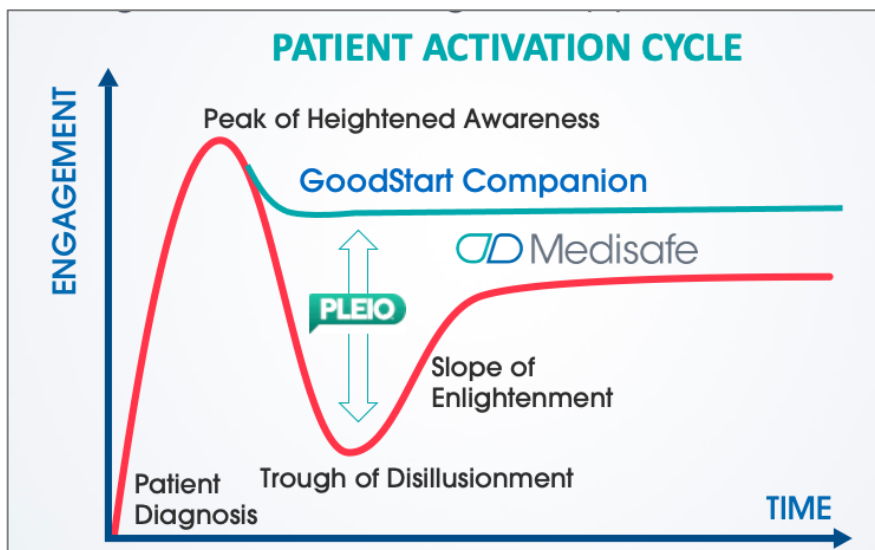 PATIENT ACTIVATION CYCLE
ENGAGEMENT
Peak of Heightened Awareness
GoodStart Companion
Medisafe
PLEIO
Slope of
Enlightenment
Trough of Disillusionment
Patient
Diagnosis
TIME